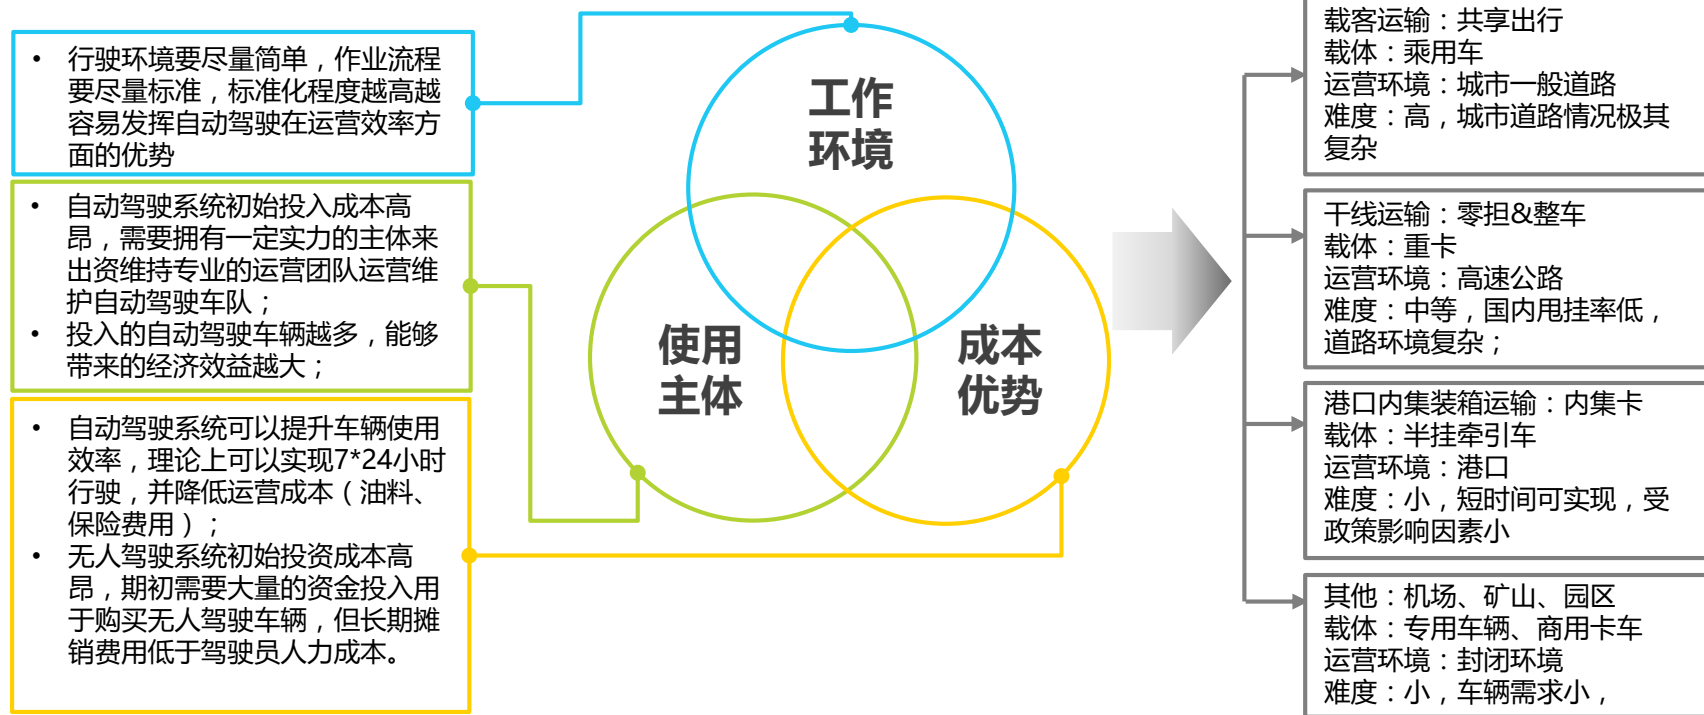 • 行驶环境要尽量简单，作业流程
要尽量标准，标准化程度越高越
容易发挥自动驾驶在运营效率方
面的优势
• 自动驾驶系统初始投入成本高
昂，需要拥有一定实力的主体来
出资维持专业的运营团队运营维
护自动驾驶车队；
• 投入的自动驾驶车辆越多，能够
带来的经济效益越大；
• 自动驾驶系统可以提升车辆使用
效率，理论上可以实现7*24小时
行驶，并降低运营成本（油料、
保险费用）；
• 无人驾驶系统初始投资成本高
昂，期初需要大量的资金投入用
于购买无人驾驶车辆，但长期摊
销费用低于驾驶员人力成本。
工作
环境
使用
主体
成本
优势
载客运输：共享出行
载体：乘用车
运营环境：城市一般道路
难度：高，城市道路情况极其
复杂
干线运输：零担&整车
载体：重卡
运营环境：高速公路
难度：中等，国内甩挂率低，
道路环境复杂；
港口内集装箱运输：内集卡
载体：半挂牵引车
运营环境：港口
难度：小，短时间可实现，受
政策影响因素小
其他：机场、矿山、园区
载体：专用车辆、商用卡车
运营环境：封闭环境
难度：小，车辆需求小，